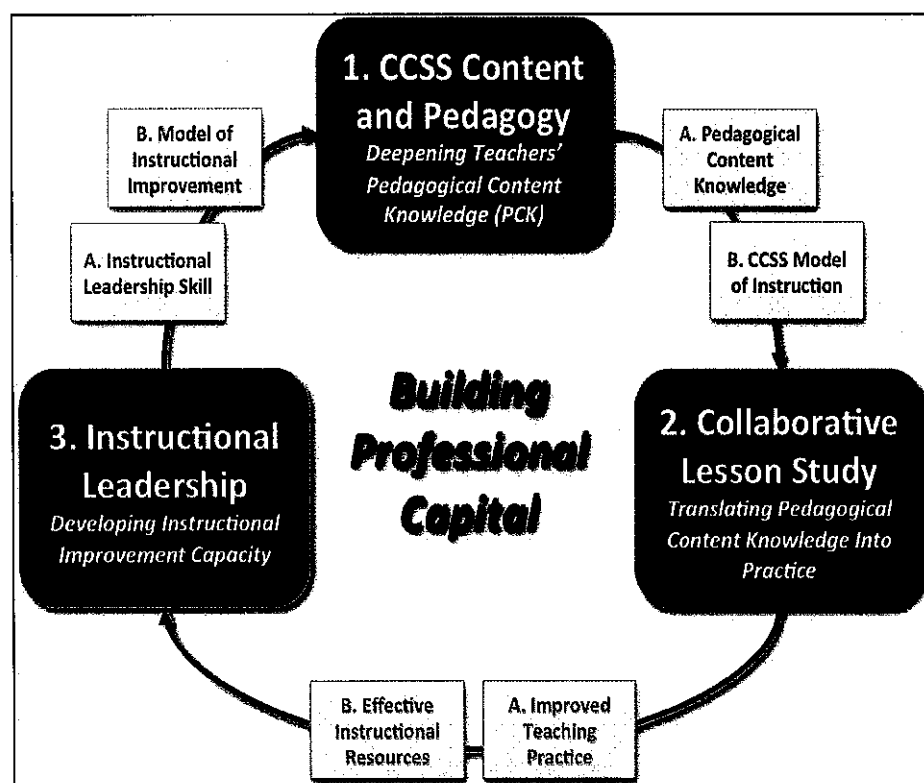 1. CCSS Content
and Pedagogy
Deepening Teachers'
Pedagogical Content
Knowledge (PCK)
A. Pedagogical
Content
Knowledge
B. CCSS Model
of Instruction
2. Collaborative
Lesson Study
Translating Pedagogical
Content Knowledge Into
Practice
A. Improved
Teaching
Practice
B. Effective
Instructional
Resources
3. Instructional
Leadership
Developing Instructional
Improvement Capacity
A. Instructional
Leadership Skill
B. Model of
Instructional
Improvement
Building
Professional
Capital